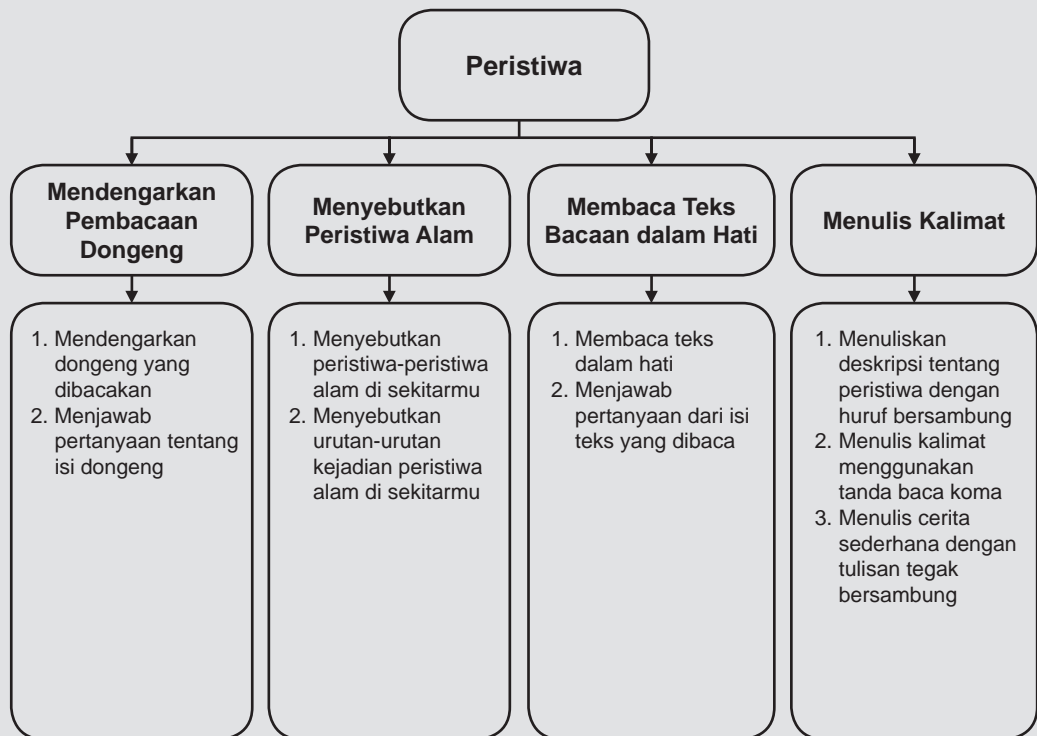 Peristiwa
Mendengarkan
Pembacaan
Dongeng
Menyebutkan
Peristiwa Alam
Membaca Teks
Bacaan dalam Hati
Menulis Kalimat
1. Mendengarkan
dongeng yang
dibacakan
2. Menjawab
pertanyaan tentang
isi dongeng
1. Menyebutkan
peristiwa-peristiwa
alam di sekitarmu
2. Menyebutkan
urutan-urutan
kejadian peristiwa
alam di sekitarmu
1. Membaca teks
dalam hati
2. Menjawab
pertanyaan dari isi
teks yang dibaca
1. Menuliskan
deskripsi tentang
peristiwa dengan
huruf bersambung
2. Menulis kalimat
menggunakan
tanda baca koma
3. Menulis cerita
sederhana dengan
tulisan tegak
bersambung